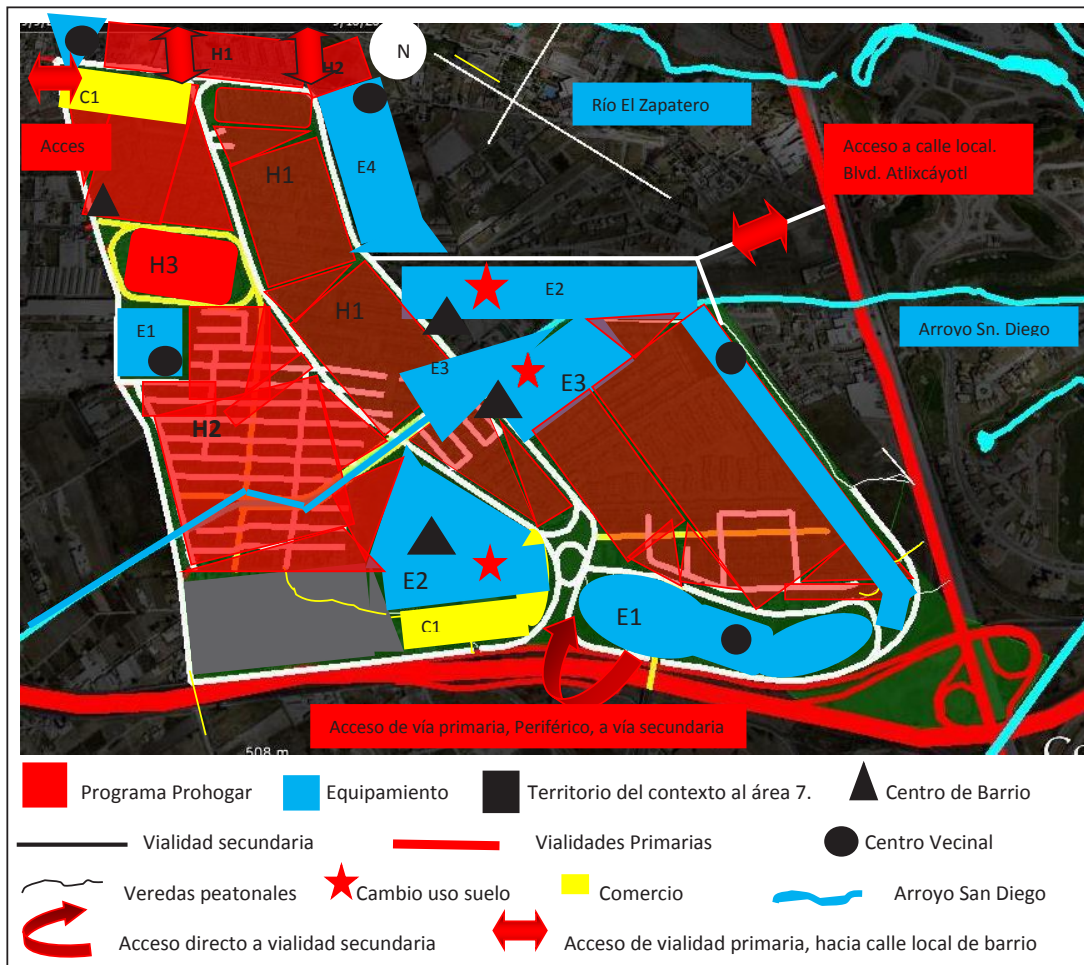 H1
H2
N
C1
Río El Zapatero
Acces
H1
E4
Acceso a calle local.
Blvd. Atlixcáyotl
H3
E2
E1
H1
Arroyo Sn. Diego
E3
E3
H2
E2
C1
E1
Acceso de vía primaria, Periférico, a vía secundaria
508 m
Co
Programa Prohogar
Equipamiento
Territorio del contexto al área 7.
Centro de Barrio
Vialidad secundaria
Vialidades Primarias
Centro Vecinal
Veredas peatonales
Cambio uso suelo
Comercio
Arroyo San Diego
Acceso directo a vialidad secundaria
Acceso de vialidad primaria, hacia calle local de barrio